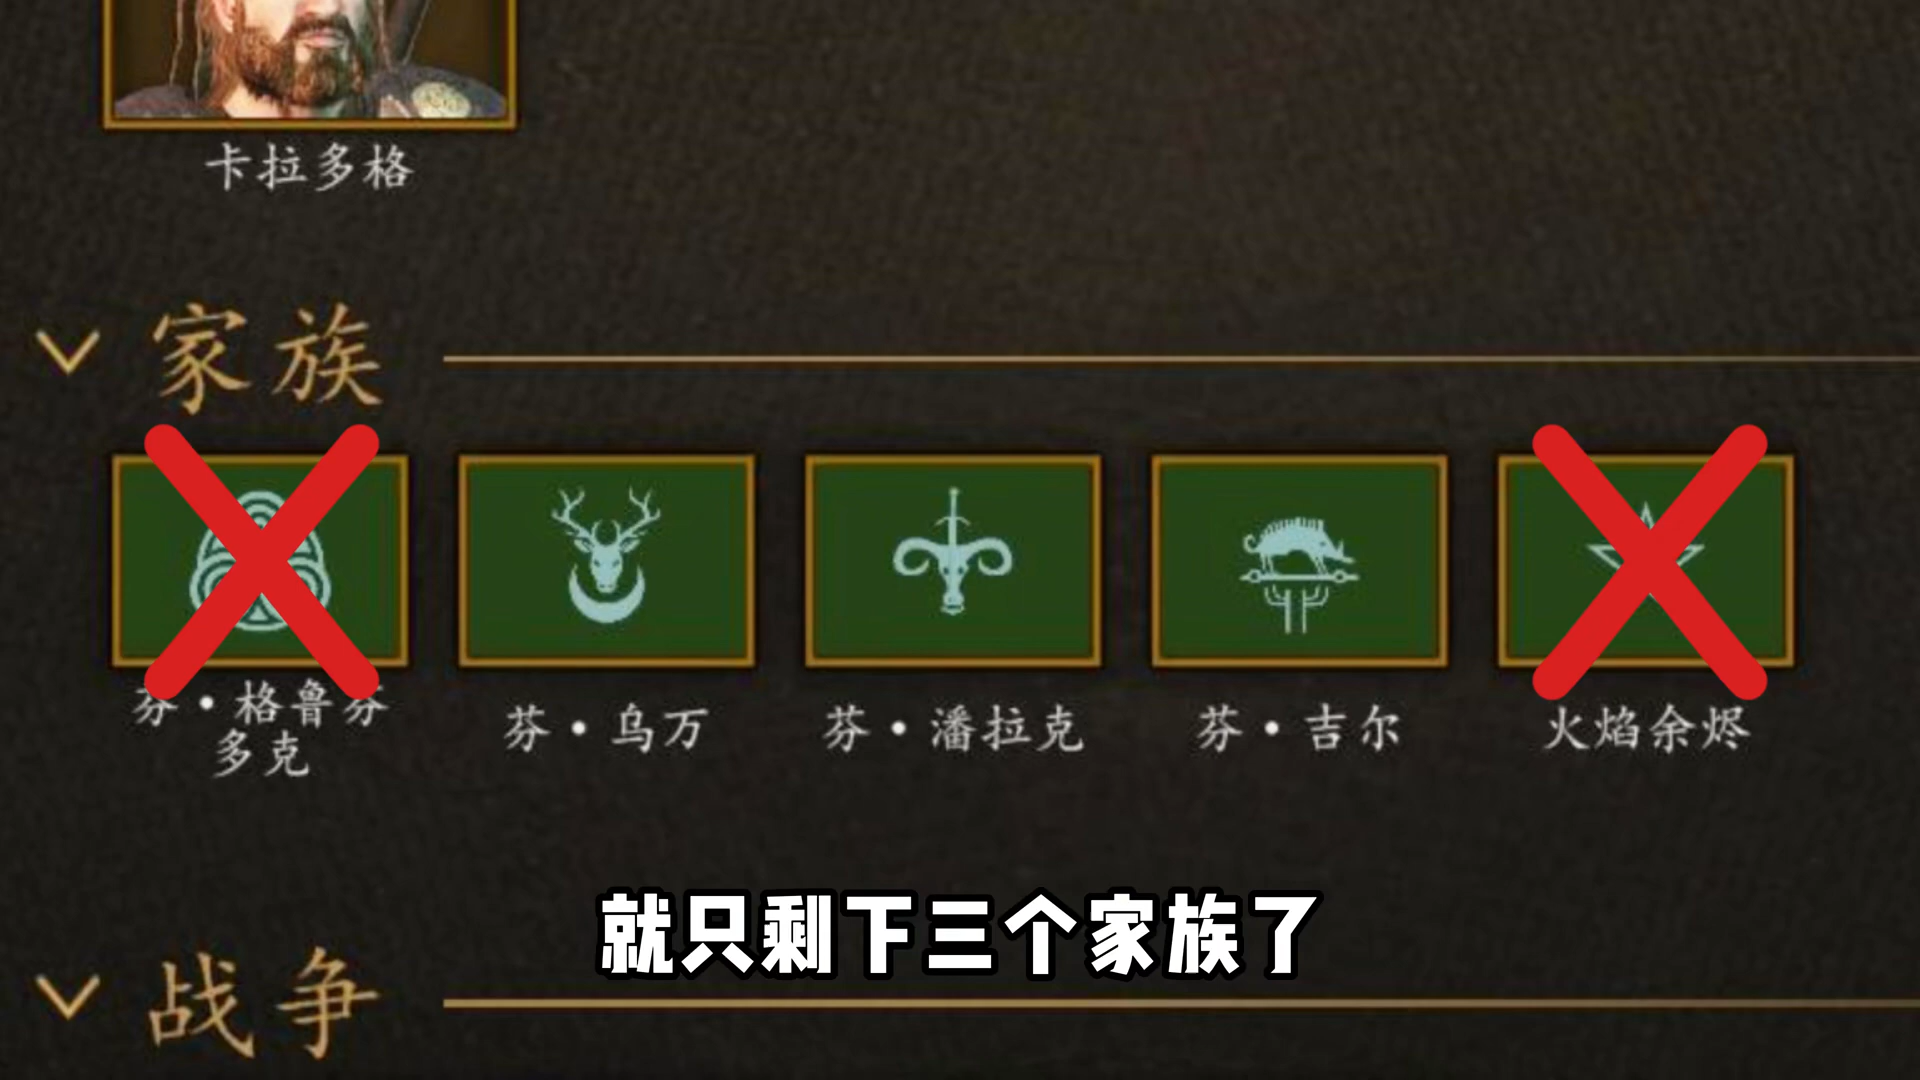 卡拉多格
家族
芬·格鲁芬
多克
芬·乌万
芬·潘拉克
芬·吉尔
火焰余烬
就只剩下三个家族了
战争